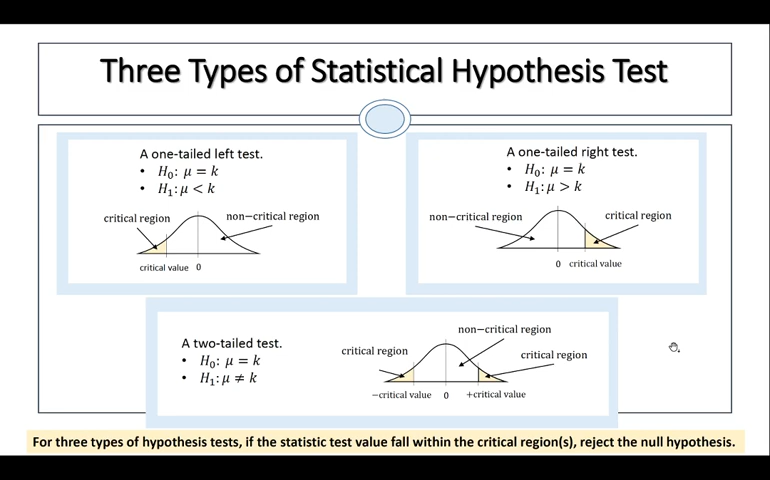 Three Types of Statistical Hypothesis Test
A one-tailed left test.
• H₀: μ = k
• H₁: μ < k
critical region
non−critical region
critical value
0
A one-tailed right test.
• H₀: μ = k
• H₁: μ > k
non−critical region
critical region
0
critical value
A two-tailed test.
• H₀: μ = k
• H₁: μ ≠ k
non−critical region
critical region
critical region
−critical value
0
+critical value
For three types of hypothesis tests, if the statistic test value fall within the critical region(s), reject the null hypothesis.